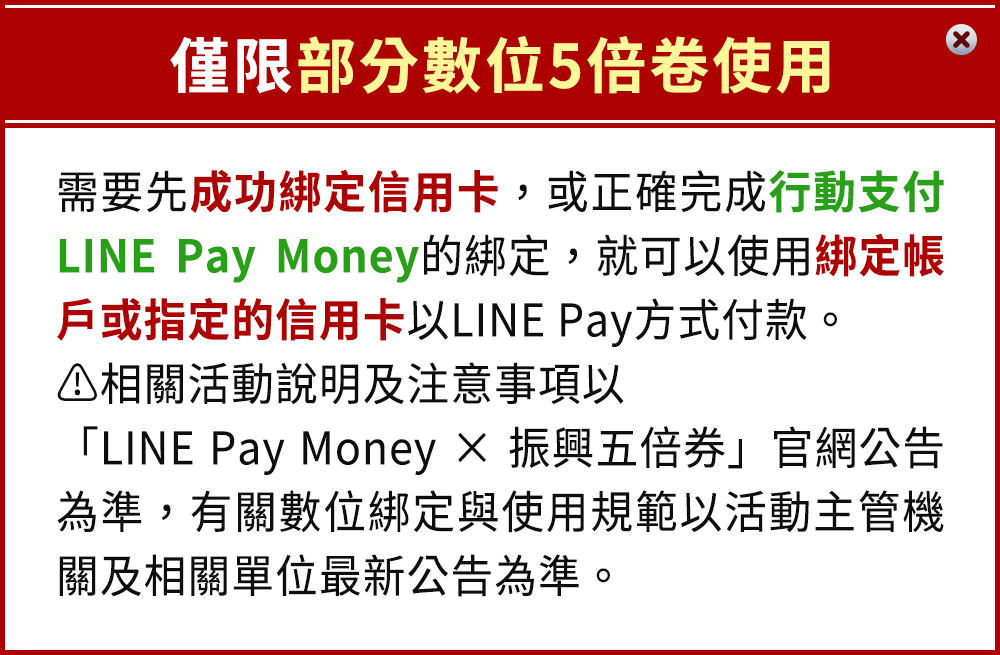 僅限部分數位5倍卷使用
需要先成功綁定信用卡，或正確完成行動支付
LINE Pay Money的綁定，就可以使用綁定帳
戶或指定的信用卡以LINE Pay方式付款。
⚠相關活動說明及注意事項以
「LINE Pay Money × 振興五倍券」官網公告
為準，有關數位綁定與使用規範以活動主管機
關及相關單位最新公告為準。